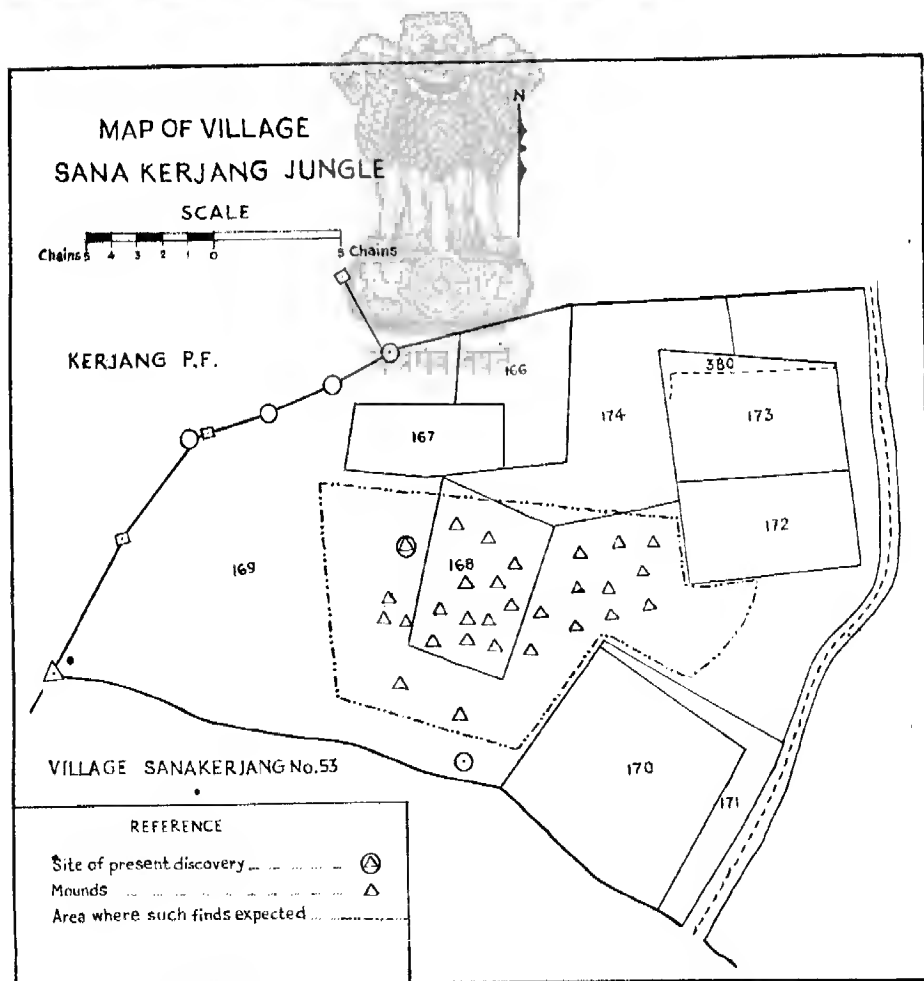 N
MAP OF VILLAGE
SANA KERJANG JUNGLE
SCALE
Chains 5 4 3 2 1 0 5 Chains
KERJANG P.F.
166
380
174
173
167
172
168
169
VILLAGE SANAKERJANG No.53
170
171
REFERENCE
Site of present discovery
Mounds
Area where such finds expected